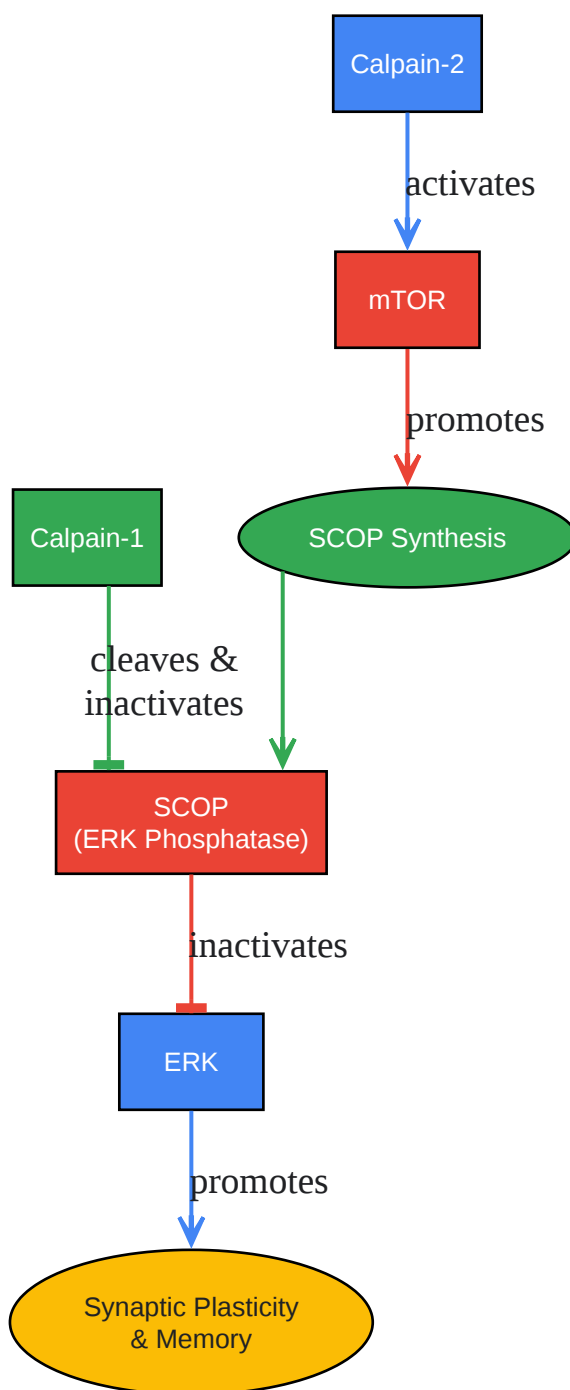 Calpain-2
activates
mTOR
promotes
Calpain-1
SCOP Synthesis
cleaves &
inactivates
SCOP
(ERK Phosphatase)
inactivates
ERK
promotes
Synaptic Plasticity
& Memory